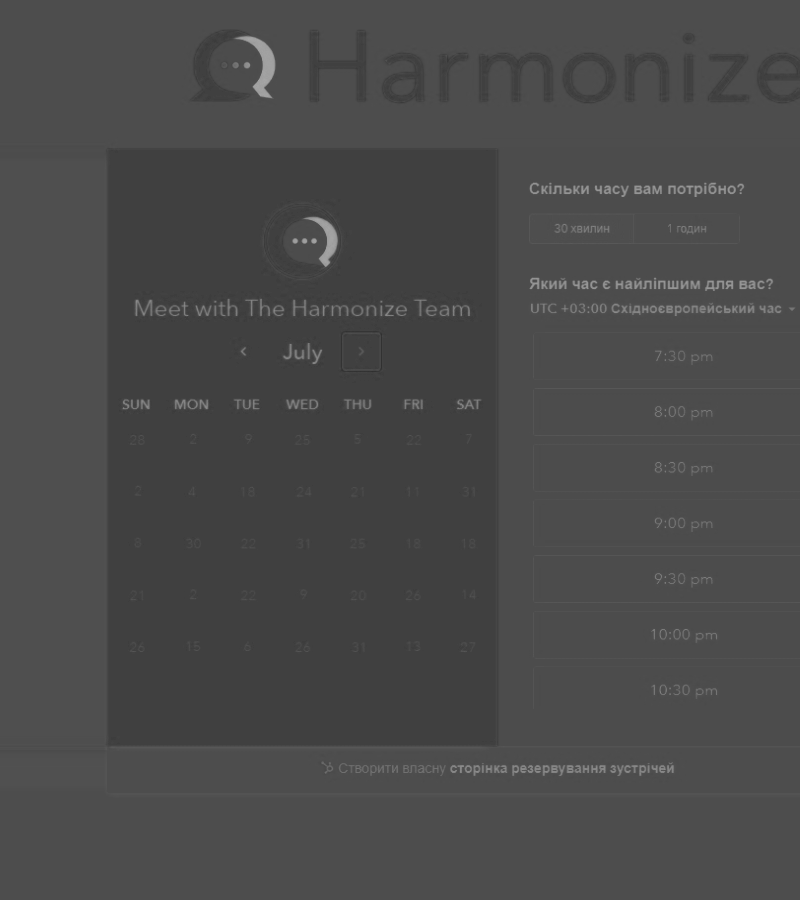 Harmonize
Meet with The Harmonize Team
July
SUN MON TUE WED THU FRI SAT
28 2 9 25 5 22 7
2 4 18 24 21 11 31
8 30 22 31 25 18 18
21 2 22 9 20 26 14
26 15 6 26 31 13 27
Скільки часу вам потрібно?
30 хвилин 1 годин
Який час є найліпшим для вас?
UTC +03:00 Східноєвропейський час
7:30 pm
8:00 pm
8:30 pm
9:00 pm
9:30 pm
10:00 pm
10:30 pm
Створити власну сторінка резервування зустрічей